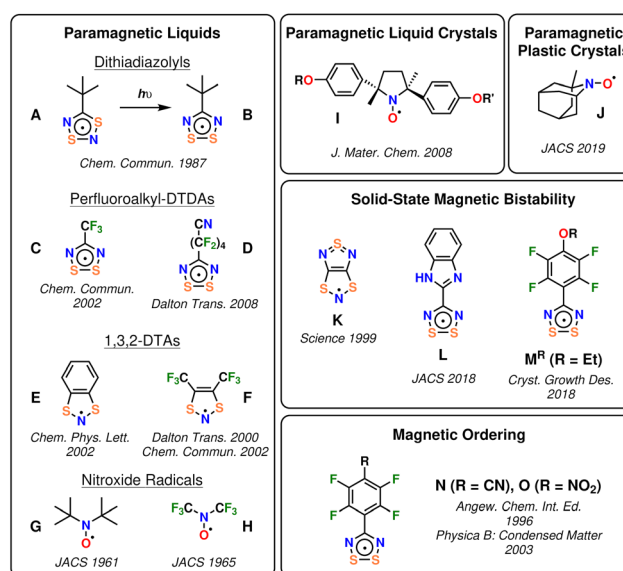 Paramagnetic Liquids
Dithiadiazolyls
A
hυ
B
N
S
S
N
N
N
S
S
Chem. Commun. 1987
Perfluoroalkyl-DTDAs
C
CF3
N
N
S
S
Chem. Commun.
2002
CN
(CF2)4
D
N
N
S
S
Dalton Trans. 2008
1,3,2-DTAs
E
S
S
N
Chem. Phys. Lett.
2002
F3C
CF3
F
S
S
N
Dalton Trans. 2000
Chem. Commun. 2002
Nitroxide Radicals
G
N
O
JACS 1961
F3C
CF3
N
H
O
JACS 1965
Paramagnetic Liquid Crystals
RO
N
O
OR'
I
J. Mater. Chem. 2008
Paramagnetic
Plastic Crystals
N
O
J
JACS 2019
Solid-State Magnetic Bistability
S
N
N
S
S
N
K
Science 1999
HN
N
N
N
S
S
L
JACS 2018
OR
F
F
F
F
N
N
S
S
MR (R = Et)
Cryst. Growth Des.
2018
Magnetic Ordering
R
F
F
F
F
N
N
S
S
N (R = CN), O (R = NO2)
Angew. Chem. Int. Ed.
1996
Physica B: Condensed Matter
2003